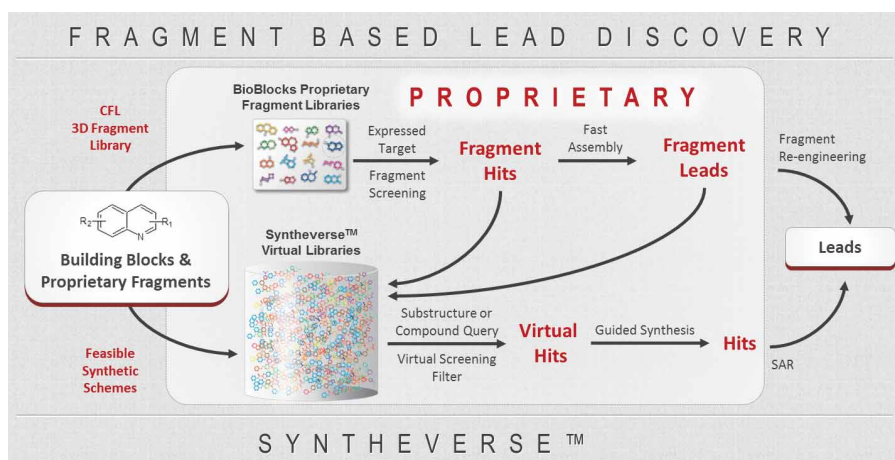 FRAGMENT BASED LEAD DISCOVERY
BioBlocks Proprietary
Fragment Libraries
PROPRIETARY
CFL
3D Fragment
Library
Expressed
Target
Fragment
Screening
Fragment
Hits
Fast
Assembly
Fragment
Leads
Fragment
Re-engineering
R₂
R₁
N
Building Blocks &
Proprietary Fragments
Syntheverse™
Virtual Libraries
Leads
Feasible
Synthetic
Schemes
Substructure or
Compound Query
Virtual Screening
Filter
Virtual
Hits
Guided Synthesis
Hits
SAR
SYNTHEVERSE™